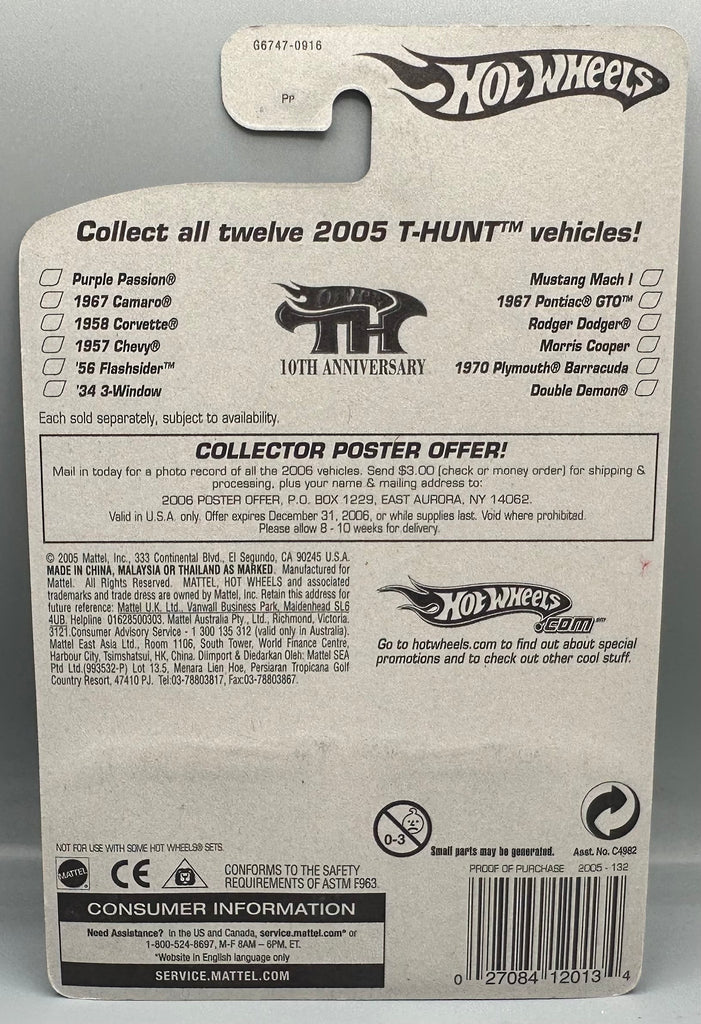 G6747-0916
PP
HOT WHEELS
Collect all twelve 2005 T-HUNT™ vehicles!
Purple Passion®
1967 Camaro®
1958 Corvette®
1957 Chevy®
'56 Flashsider™
'34 3-Window
TH
10TH ANNIVERSARY
Mustang Mach I
1967 Pontiac® GTO™
Rodger Dodger®
Morris Cooper
1970 Plymouth® Barracuda
Double Demon®
Each sold separately, subject to availability.
COLLECTOR POSTER OFFER!
Mail in today for a photo record of all the 2006 vehicles. Send $3.00 (check or money order) for shipping &
processing, plus your name & mailing address to:
2006 POSTER OFFER, P.O. BOX 1229, EAST AURORA, NY 14062.
Valid in U.S.A. only. Offer expires December 31, 2006, or while supplies last. Void where prohibited.
Please allow 8 - 10 weeks for delivery.
© 2005 Mattel, Inc., 333 Continental Blvd., El Segundo, CA 90245 U.S.A.
MADE IN CHINA, MALAYSIA OR THAILAND AS MARKED. Manufactured for
Mattel. All Rights Reserved. MATTEL, HOT WHEELS and associated
trademarks and trade dress are owned by Mattel, Inc. Retain this address for
future reference: Mattel U.K. Ltd., Vanwall Business Park, Maidenhead SL6
4UB. Helpline 01628500303. Mattel Australia Pty., Ltd., Richmond, Victoria.
3121.Consumer Advisory Service - 1 300 135 312 (valid only in Australia).
Mattel East Asia Ltd., Room 1106, South Tower, World Finance Centre,
Harbour City, Tsimshatsui, HK, China. Diimport & Diedarkan Oleh: Mattel SEA
Ptd Ltd.(993532-P) Lot 13.5, Menara Lien Hoe, Persiaran Tropicana Golf
Country Resort, 47410 PJ. Tel:03-78803817, Fax:03-78803867.
HOT WHEELS
.COM℠
Go to hotwheels.com to find out about special
promotions and to check out other cool stuff.
0-3
Small parts may be generated.
Asst. No. C4982
NOT FOR USE WITH SOME HOT WHEELS® SETS.
MATTEL
CE
CONFORMS TO THE SAFETY
REQUIREMENTS OF ASTM F963.
CONSUMER INFORMATION
Need Assistance? In the US and Canada, service.mattel.com* or
1-800-524-8697, M-F 8AM – 6PM, ET.
*Website in English language only
SERVICE.MATTEL.COM
PROOF OF PURCHASE 2005 - 132
0 27084 12013 4